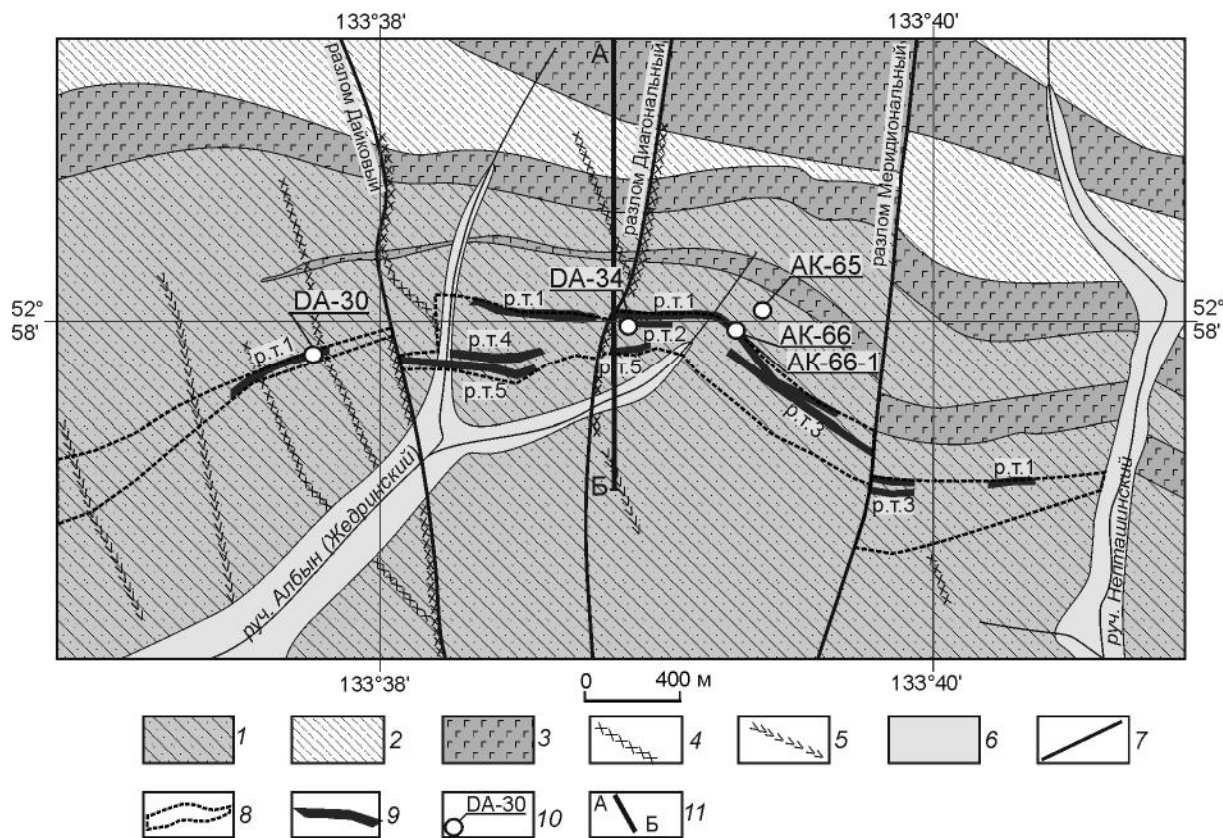 133°38'
133°40'
А
разлом Дайковый
разлом Диагональный
разлом Меридиональный
АК-65
DA-34
DA-30
52°
58'
52°
58'
р.т.1
р.т.1
р.т.1
р.т.2
р.т.4
р.т.5
р.т.5
АК-66
АК-66-1
р.т.3
р.т.1
р.т.3
Б
руч. Албын (Жедринский)
руч. Непташинский
133°38'
0 400 м
133°40'
1
2
3
4
5
6
7
8
9
DA-30
10
А
Б
11